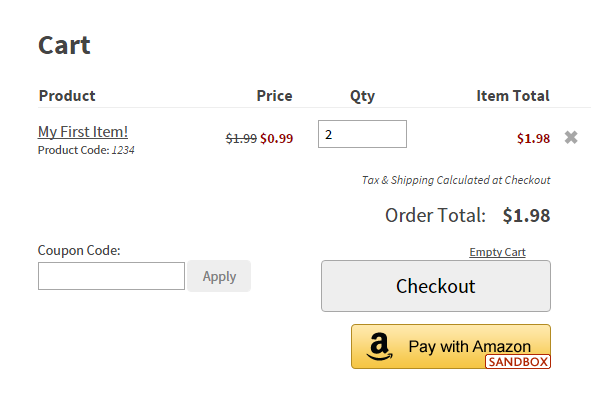 Cart
Product Price Qty Item Total
My First Item! $1.99 $0.99 2 $1.98
Product Code: 1234
Tax & Shipping Calculated at Checkout
Order Total: $1.98
Coupon Code: Empty Cart
Apply Checkout
Pay with Amazon
SANDBOX